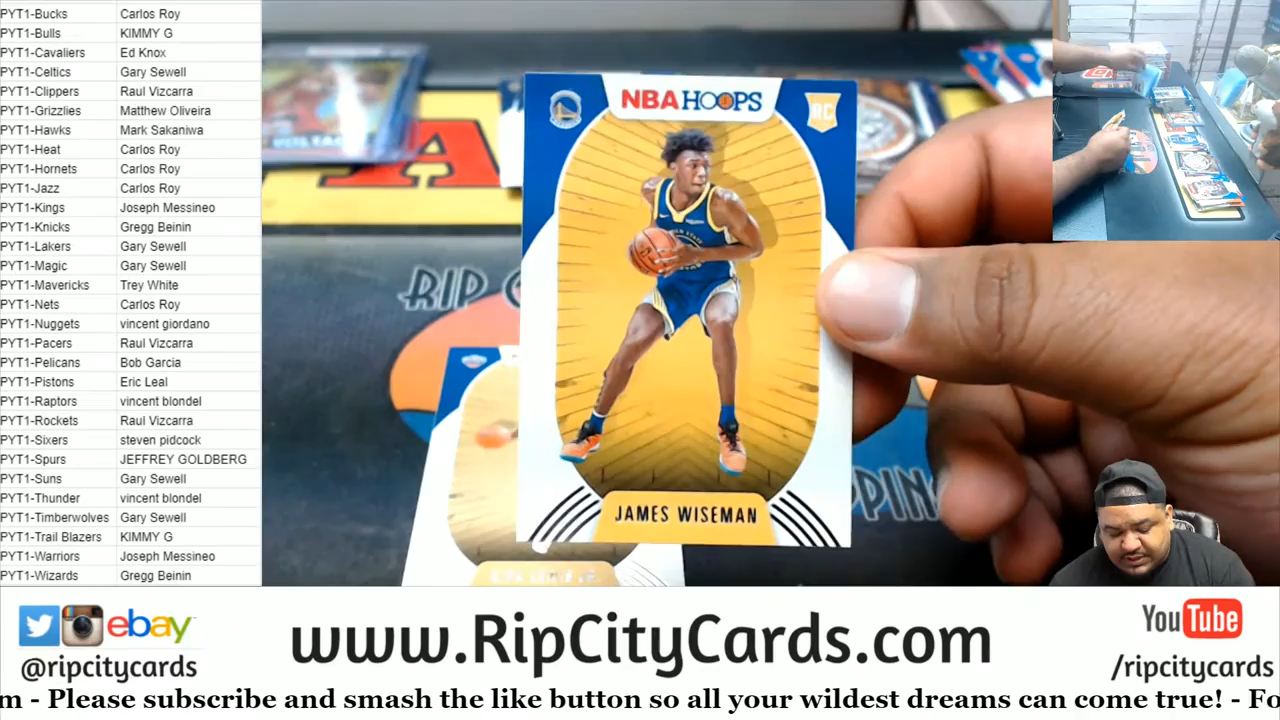 PYT1-Bucks Carlos Roy
PYT1-Bulls KIMMY G
PYT1-Cavaliers Ed Knox
PYT1-Celtics Gary Sewell
PYT1-Clippers Raul Vizcarra
PYT1-Grizzlies Matthew Oliveira
PYT1-Hawks Mark Sakaniwa
PYT1-Heat Carlos Roy
PYT1-Hornets Carlos Roy
PYT1-Jazz Carlos Roy
PYT1-Kings Joseph Messineo
PYT1-Knicks Gregg Beinin
PYT1-Lakers Gary Sewell
PYT1-Magic Gary Sewell
PYT1-Mavericks Trey White
PYT1-Nets Carlos Roy
PYT1-Nuggets vincent giordano
PYT1-Pacers Raul Vizcarra
PYT1-Pelicans Bob Garcia
PYT1-Pistons Eric Leal
PYT1-Raptors vincent blondel
PYT1-Rockets Raul Vizcarra
PYT1-Sixers steven pidcock
PYT1-Spurs JEFFREY GOLDBERG
PYT1-Suns Gary Sewell
PYT1-Thunder vincent blondel
PYT1-Timberwolves Gary Sewell
PYT1-Trail Blazers KIMMY G
PYT1-Warriors Joseph Messineo
PYT1-Wizards Gregg Beinin
NBA HOOPS
RC
JAMES WISEMAN
RIP
ebay
@ripcitycards
www.RipCityCards.com
YouTube
/ripcitycards
m - Please subscribe and smash the like button so all your wildest dreams can come true! - Fo